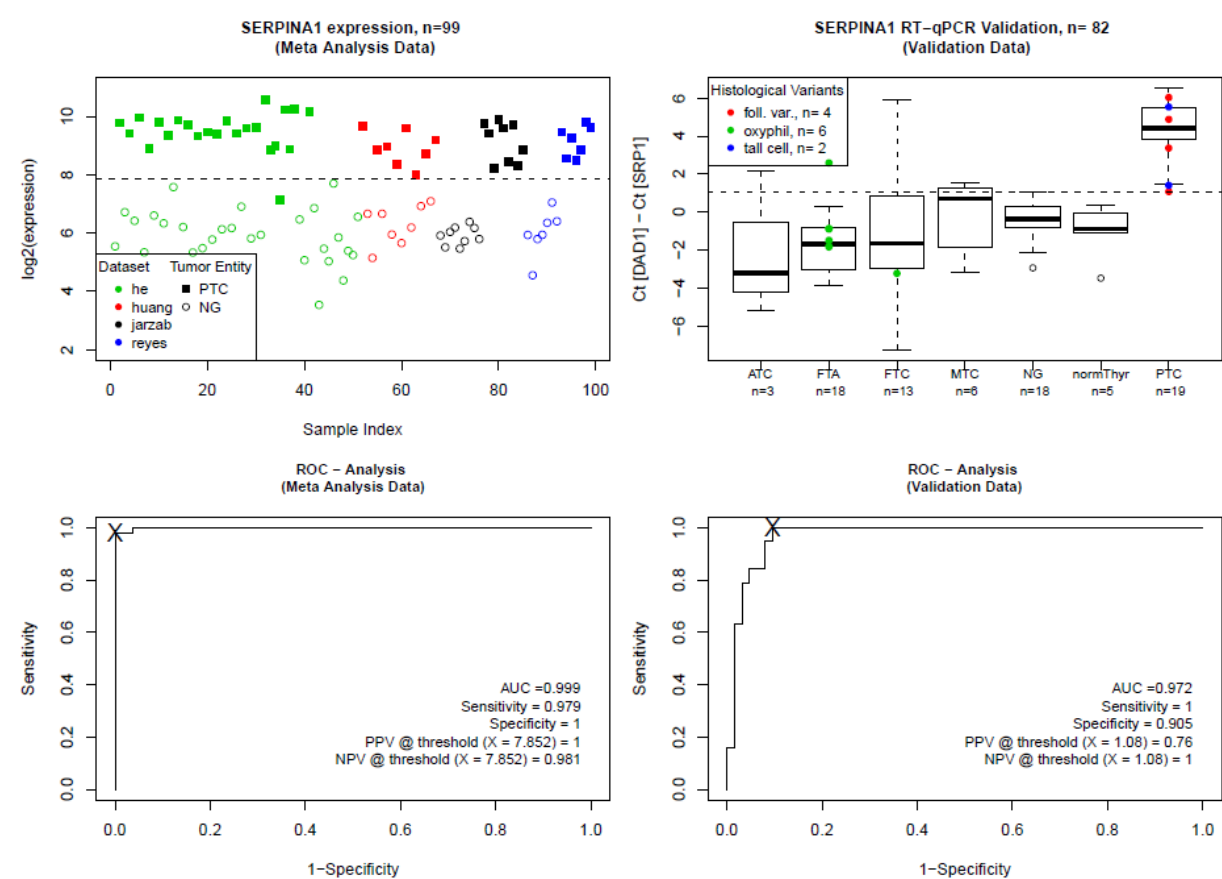 SERPINA1 expression, n=99
(Meta Analysis Data)
log2(expression)
10
8
6
4
2
Dataset Tumor Entity
he PTC
huang NG
jarzab
reyes
0 20 40 60 80 100
Sample Index
SERPINA1 RT−qPCR Validation, n= 82
(Validation Data)
Ct [DAD1] − Ct [SRP1]
6
4
2
0
−2
−4
−6
Histological Variants
foll. var., n= 4
oxyphil, n= 6
tall cell, n= 2
ATC FTA FTC MTC NG normThyr PTC
n=3 n=18 n=13 n=6 n=18 n=5 n=19
ROC − Analysis
(Meta Analysis Data)
Sensitivity
1.0
0.8
0.6
0.4
0.2
0.0
X
AUC =0.999
Sensitivity = 0.979
Specificity = 1
PPV @ threshold (X = 7.852) = 1
NPV @ threshold (X = 7.852) = 0.981
0.0 0.2 0.4 0.6 0.8 1.0
1−Specificity
ROC − Analysis
(Validation Data)
Sensitivity
1.0
0.8
0.6
0.4
0.2
0.0
X
AUC =0.972
Sensitivity = 1
Specificity = 0.905
PPV @ threshold (X = 1.08) = 0.76
NPV @ threshold (X = 1.08) = 1
0.0 0.2 0.4 0.6 0.8 1.0
1−Specificity